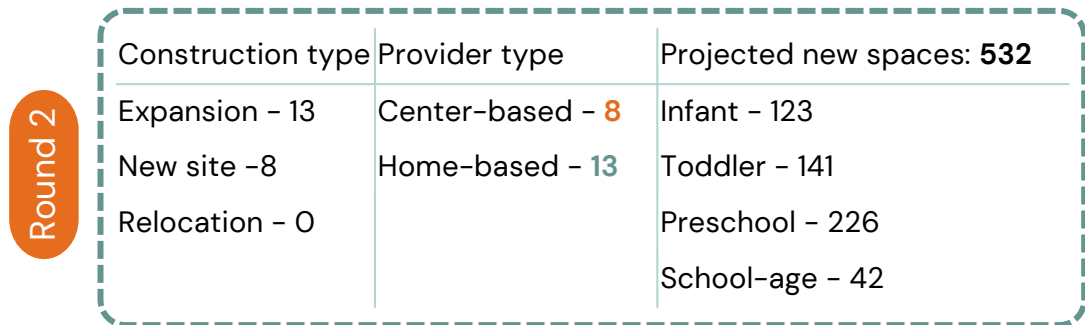 Round 2
Construction type
Expansion - 13
New site -8
Relocation - 0
Provider type
Center-based - 8
Home-based - 13
Projected new spaces: 532
Infant - 123
Toddler - 141
Preschool - 226
School-age - 42